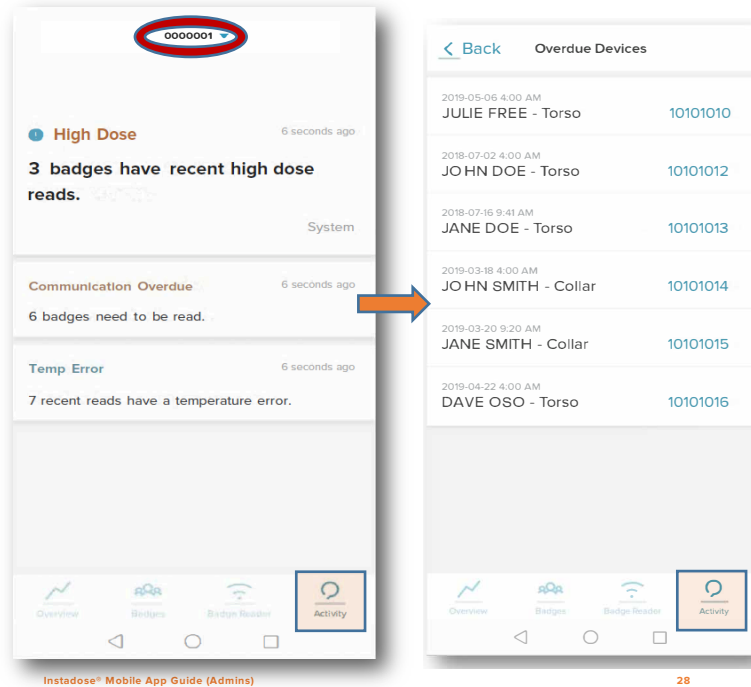 0000001
High Dose
6 seconds ago
3 badges have recent high dose
reads.
System
Communication Overdue
6 seconds ago
6 badges need to be read.
Temp Error
6 seconds ago
7 recent reads have a temperature error.
Overview
Badges
Badge Reader
Activity
Back
Overdue Devices
2019-05-06 4:00 AM
JULIE FREE - Torso
10101010
2018-07-02 4:00 AM
JOHN DOE - Torso
10101012
2018-07-16 9:41 AM
JANE DOE - Torso
10101013
2019-03-18 4:00 AM
JOHN SMITH - Collar
10101014
2019-03-20 9:20 AM
JANE SMITH - Collar
10101015
2019-04-22 4:00 AM
DAVE OSO - Torso
10101016
Overview
Badges
Badge Reader
Activity
Instadose® Mobile App Guide (Admins)
28